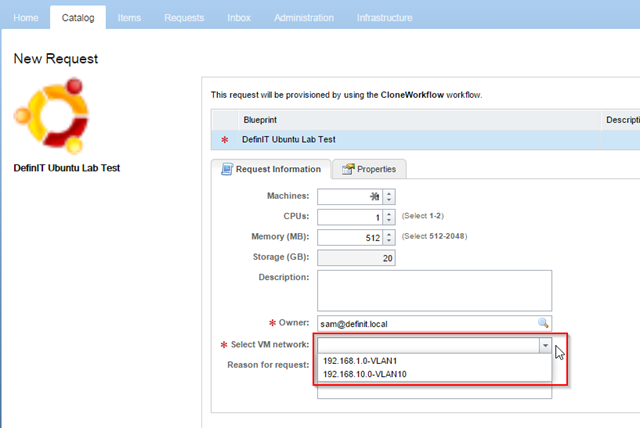 Home Catalog Items Requests Inbox Administration Infrastructure
New Request
DefinIT Ubuntu Lab Test
This request will be provisioned by using the CloneWorkflow workflow.
Blueprint Descripti
* DefinIT Ubuntu Lab Test
Request Information Properties
Machines:
CPUs: 1 (Select 1-2)
Memory (MB): 512 (Select 512-2048)
Storage (GB): 20
Description:
* Owner: sam@definit.local
* Select VM network:
192.168.1.0-VLAN1
Reason for request:
192.168.10.0-VLAN10